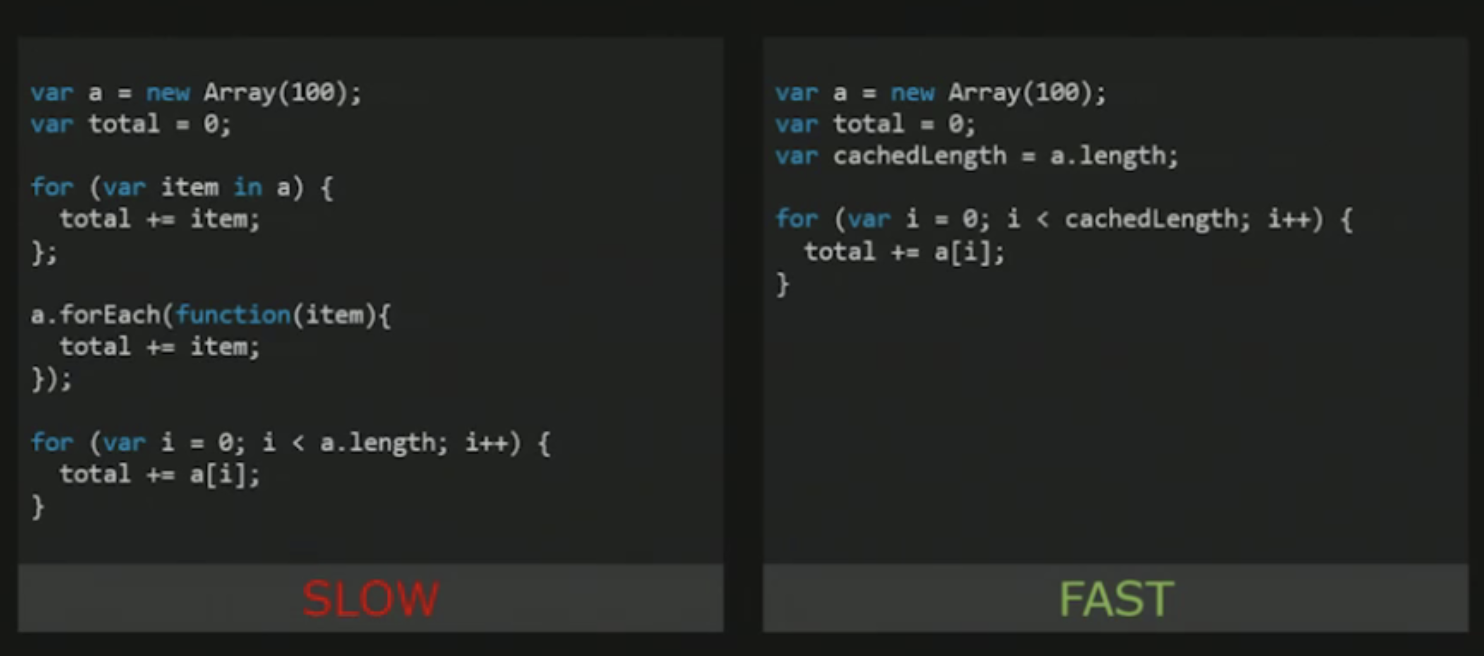 var a = new Array(100);
var total = 0;
for (var item in a) {
  total += item;
};
a.forEach(function(item){
  total += item;
});
for (var i = 0; i < a.length; i++) {
  total += a[i];
}
SLOW
var a = new Array(100);
var total = 0;
var cachedLength = a.length;
for (var i = 0; i < cachedLength; i++) {
  total += a[i];
}
FAST